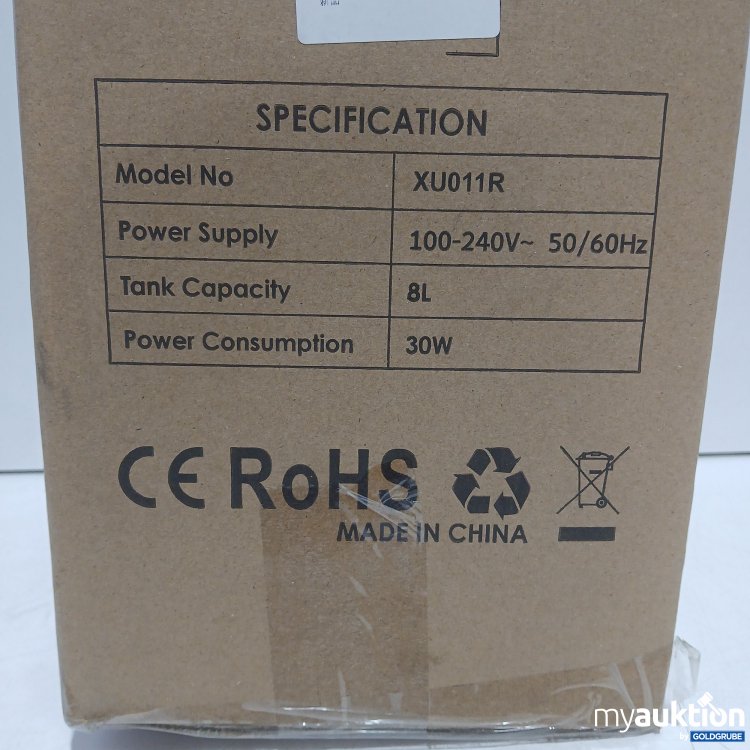 SPECIFICATION
Model No XU011R
Power Supply 100-240V~ 50/60Hz
Tank Capacity 8L
Power Consumption 30W
CE RoHS
MADE IN CHINA
myauktion
by GOLDGRUBE